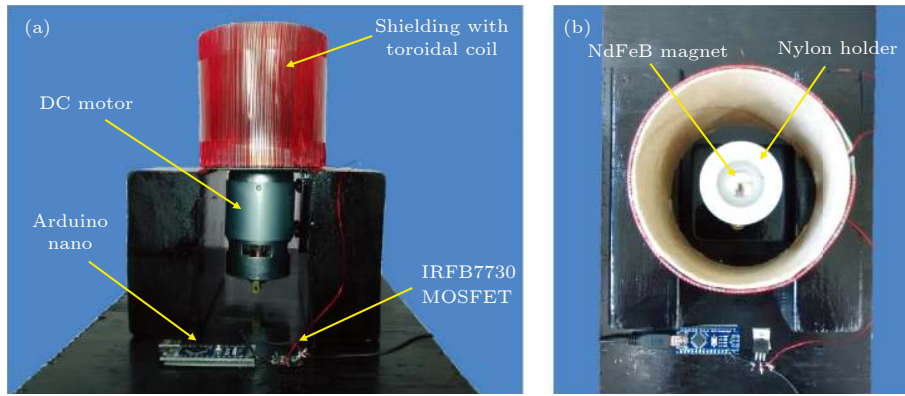 (a)
Shielding with
toroidal coil
DC motor
Arduino
nano
IRFB7730
MOSFET
(b)
NdFeB magnet
Nylon holder